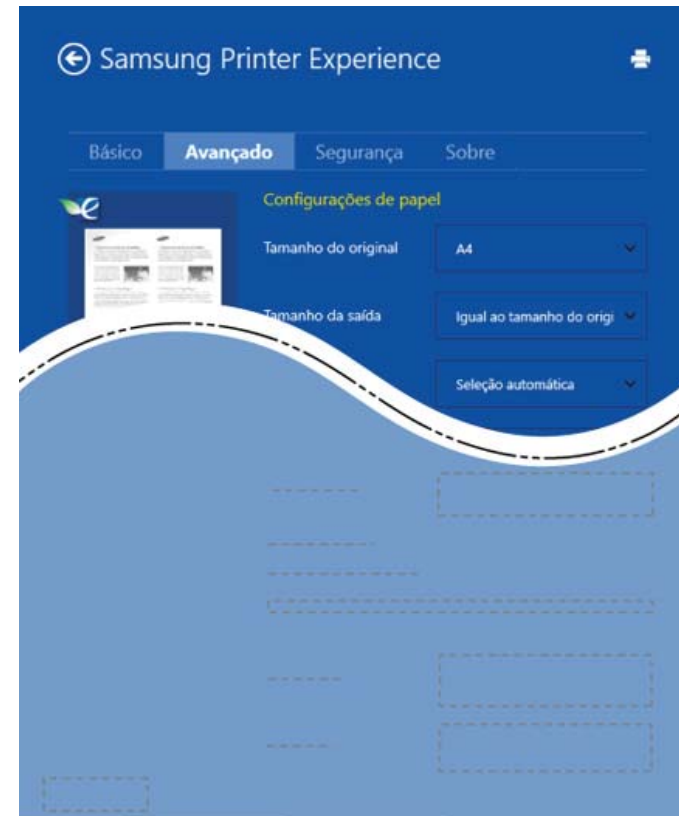 Samsung Printer Experience
Básico Avançado Segurança Sobre
Configurações de papel
Tamanho do original A4
Tamanho da saída Igual ao tamanho do origi
Seleção automática